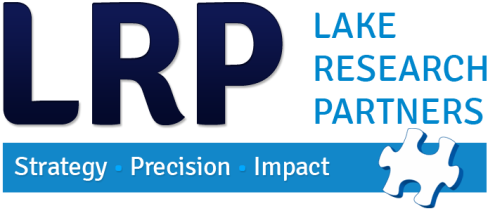 LRP
LAKE
RESEARCH
PARTNERS
Strategy • Precision • Impact